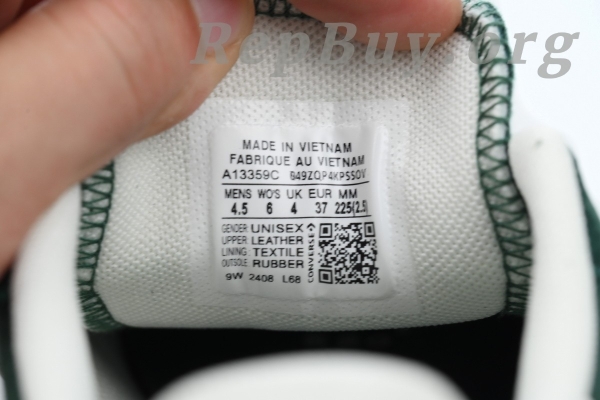 RepBuy.org
MADE IN VIETNAM
FABRIQUE AU VIETNAM
A13359C 649ZQP4KPSSOV
MENS WO'S UK EUR MM
4.5 6 4 37 225(2.5)
GENDER: UNISEX
UPPER: LEATHER
LINING: TEXTILE
OUTSOLE: RUBBER
9W 2408 L68
CONVERSE